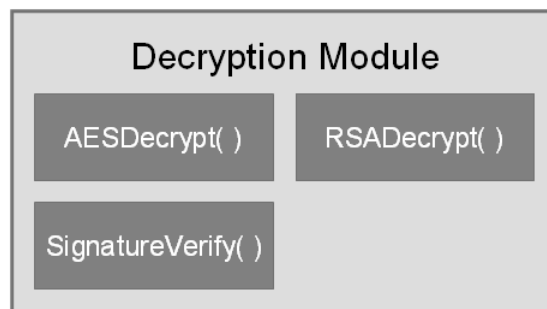 Decryption Module
AESDecrypt( )
RSADecrypt( )
SignatureVerify( )